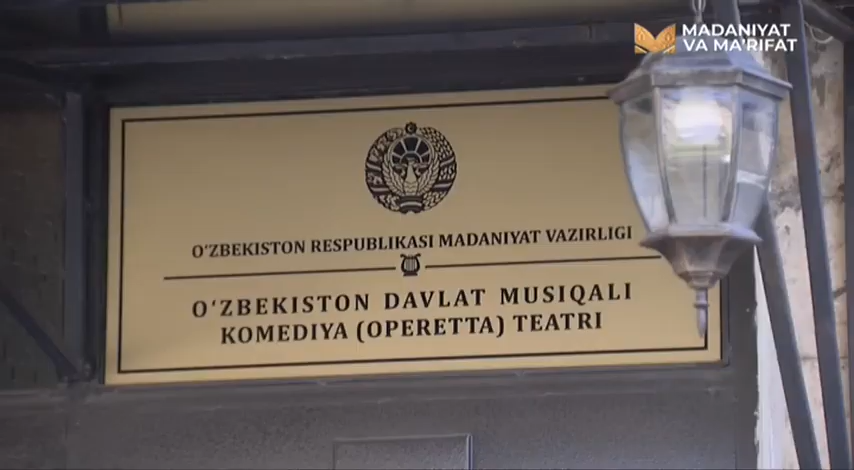 MADANIYAT
VA MA'RIFAT
O'ZBEKISTON RESPUBLIKASI MADANIYAT VAZIRLIGI
O'ZBEKISTON DAVLAT MUSIQALI
KOMEDIYA (OPERETTA) TEATRI